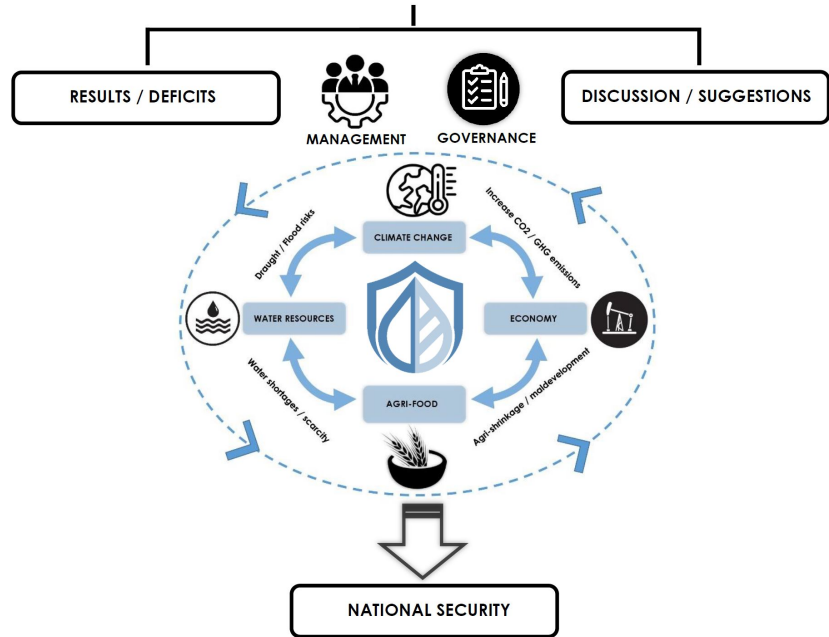 RESULTS / DEFICITS
DISCUSSION / SUGGESTIONS
MANAGEMENT
GOVERNANCE
CLIMATE CHANGE
Draught / Flood risks
Increase CO2 / GHG emissions
WATER RESOURCES
ECONOMY
Water shortages / scarcity
Agri-shrinkage / maldevelopment
AGRI-FOOD
NATIONAL SECURITY